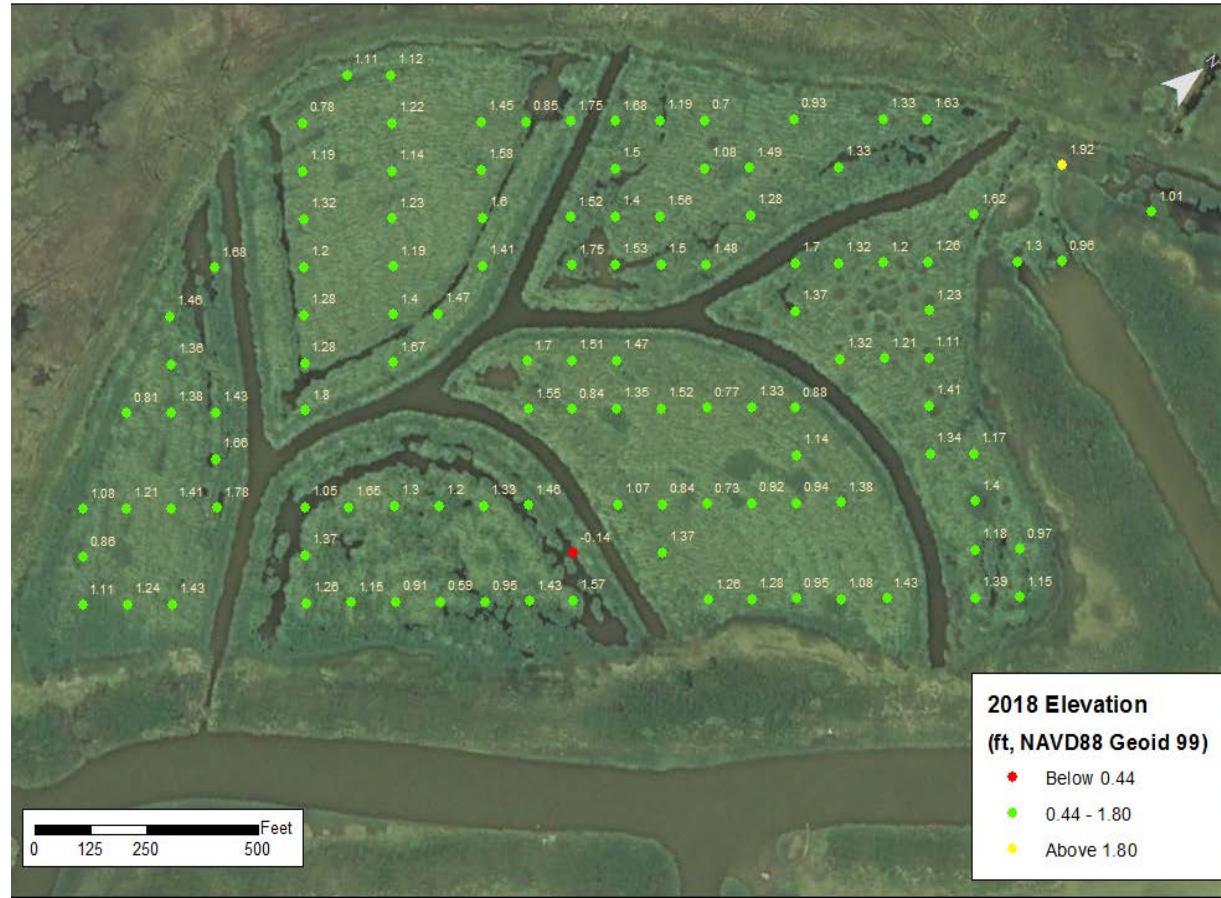 1.11 1.12
0.78 1.22 1.45 0.85 1.75 1.68 1.19 0.7 0.93 1.33 1.63
N
1.19 1.14 1.58 1.5 1.08 1.49 1.33 1.92
1.32 1.23 1.6 1.52 1.4 1.56 1.28 1.62 1.01
1.68 1.2 1.19 1.41 1.75 1.53 1.5 1.48 1.7 1.32 1.2 1.26 1.3 0.96
1.46 1.28 1.4 1.47 1.37 1.23
1.36 1.28 1.67 1.7 1.51 1.47 1.32 1.21 1.11
0.81 1.38 1.43 1.8 1.55 0.84 1.35 1.52 0.77 1.33 0.88 1.41
1.66 1.14 1.34 1.17
1.08 1.21 1.41 1.78 1.05 1.65 1.3 1.2 1.33 1.46 1.07 0.84 0.73 0.92 0.94 1.38 1.4
0.86 1.37 -0.14 1.37 1.18 0.97
1.11 1.24 1.43 1.26 1.15 0.91 0.59 0.95 1.43 1.57 1.26 1.28 0.95 1.08 1.43 1.39 1.15
2018 Elevation
(ft, NAVD88 Geoid 99)
Below 0.44
0.44 - 1.80
Above 1.80
Feet
0 125 250 500